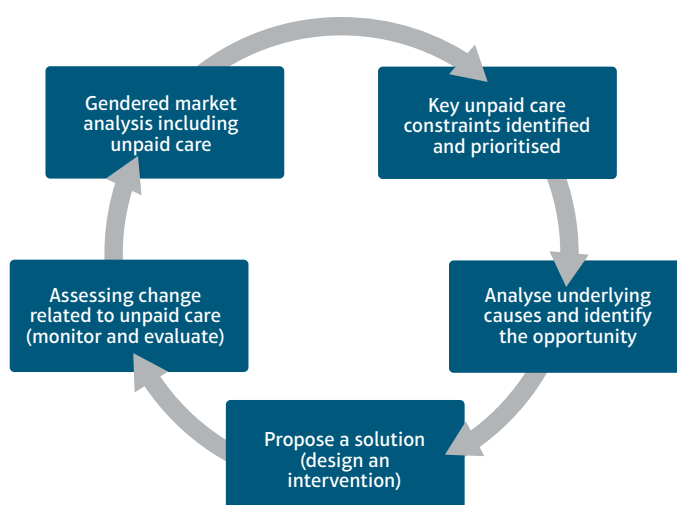 Gendered market
analysis including
unpaid care
Key unpaid care
constraints identified
and prioritised
Analyse underlying
causes and identify
the opportunity
Propose a solution
(design an
intervention)
Assessing change
related to unpaid care
(monitor and evaluate)